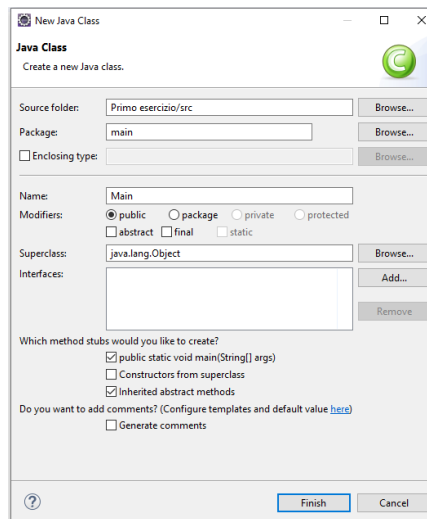 New Java Class
Java Class
Create a new Java class.
C
Source folder: Primo esercizio/src Browse...
Package: main Browse...
Enclosing type: Browse...
Name: Main
Modifiers: public package private protected
abstract final static
Superclass: java.lang.Object Browse...
Interfaces: Add...
Remove
Which method stubs would you like to create?
public static void main(String[] args)
Constructors from superclass
Inherited abstract methods
Do you want to add comments? (Configure templates and default value here)
Generate comments
? Finish Cancel